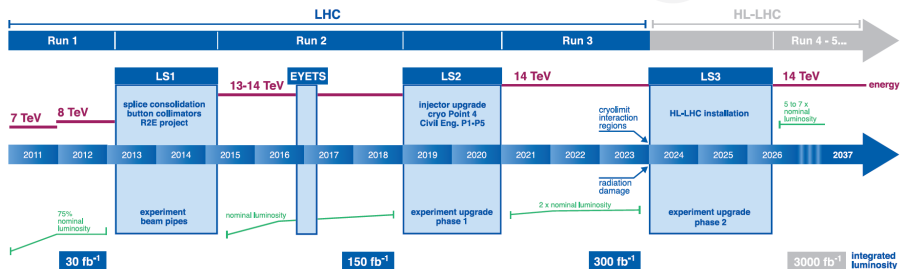 LHC
HL-LHC
Run 1
Run 2
Run 3
Run 4 - 5...
LS1
EYETS
LS2
LS3
13-14 TeV
14 TeV
14 TeV
energy
7 TeV
8 TeV
splice consolidation
button collimators
R2E project
injector upgrade
cryo Point 4
Civil Eng. P1-P5
cryolimit
interaction
regions
HL-LHC installation
5 to 7 x
nominal
luminosity
2011
2012
2013
2014
2015
2016
2017
2018
2019
2020
2021
2022
2023
2024
2025
2026
2037
radiation
damage
75%
nominal
luminosity
experiment
beam pipes
nominal luminosity
experiment upgrade
phase 1
2 x nominal luminosity
experiment upgrade
phase 2
30 fb⁻¹
150 fb⁻¹
300 fb⁻¹
3000 fb⁻¹
integrated
luminosity